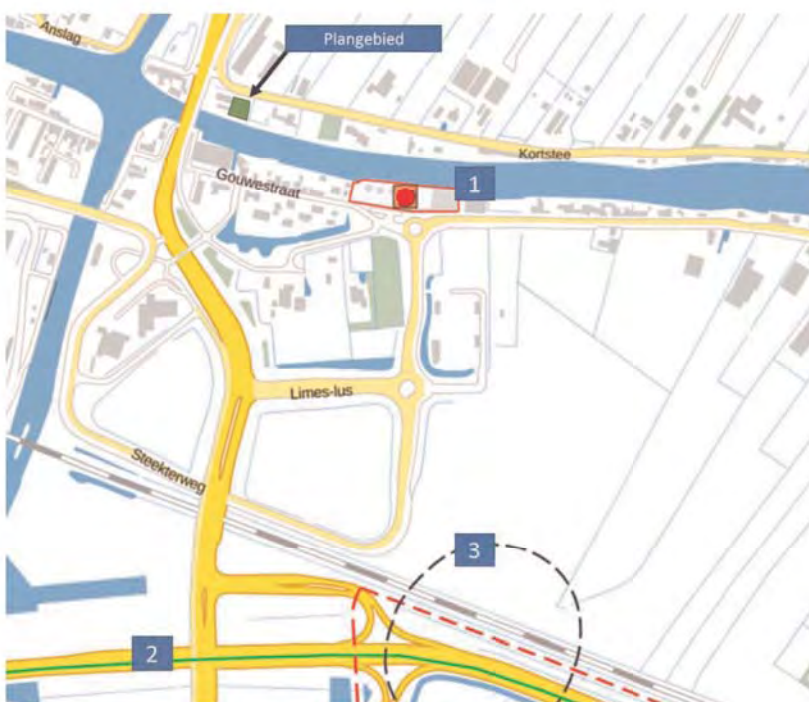 Anslag
Plangebied
Kortstee
1
Gouwestraat
Limes-lus
Steekterweg
3
2